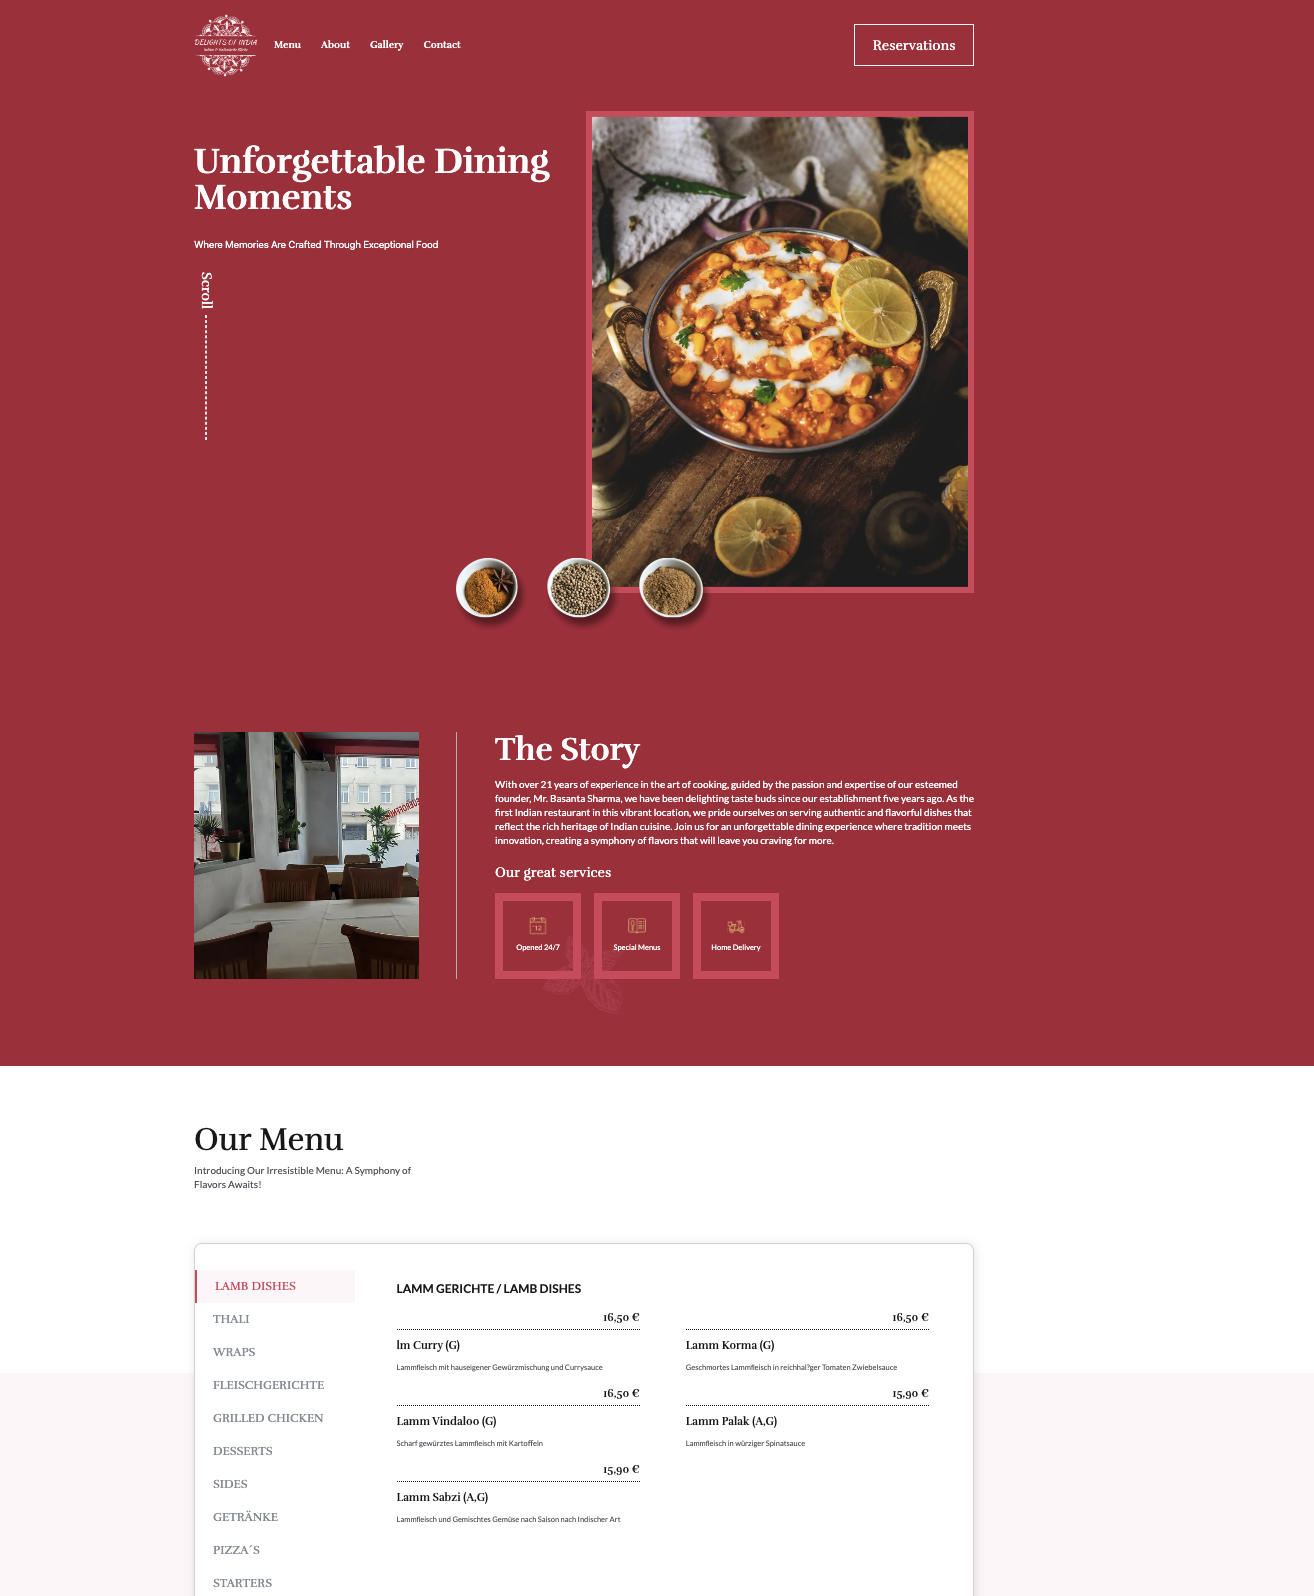 DELIGHTS OF INDIA
Menu
About
Gallery
Contact
Reservations
Unforgettable Dining
Moments
Where Memories Are Crafted Through Exceptional Food
Scroll
The Story
With over 21 years of experience in the art of cooking, guided by the passion and expertise of our esteemed
founder, Mr. Basanta Sharma, we have been delighting taste buds since our establishment five years ago. As the
first Indian restaurant in this vibrant location, we pride ourselves on serving authentic and flavorful dishes that
reflect the rich heritage of Indian cuisine. Join us for an unforgettable dining experience where tradition meets
innovation, creating a symphony of flavors that will leave you craving for more.
Our great services
12
Opened 24/7
Special Menus
Home Delivery
Our Menu
Introducing Our Irresistible Menu: A Symphony of
Flavors Awaits!
LAMB DISHES
THALI
WRAPS
FLEISCHGERICHTE
GRILLED CHICKEN
DESSERTS
SIDES
GETRÄNKE
PIZZA´S
STARTERS
LAMM GERICHTE / LAMB DISHES
16,50 €
lm Curry (G)
Lammfleisch mit hauseigener Gewürzmischung und Currysauce
16,50 €
Lamm Korma (G)
Geschmortes Lammfleisch in reichhal?ger Tomaten Zwiebelsauce
16,50 €
Lamm Vindaloo (G)
Scharf gewürztes Lammfleisch mit Kartoffeln
15,90 €
Lamm Palak (A,G)
Lammfleisch in würziger Spinatsauce
15,90 €
Lamm Sabzi (A,G)
Lammfleisch und Gemischtes Gemüse nach Saison nach Indischer Art